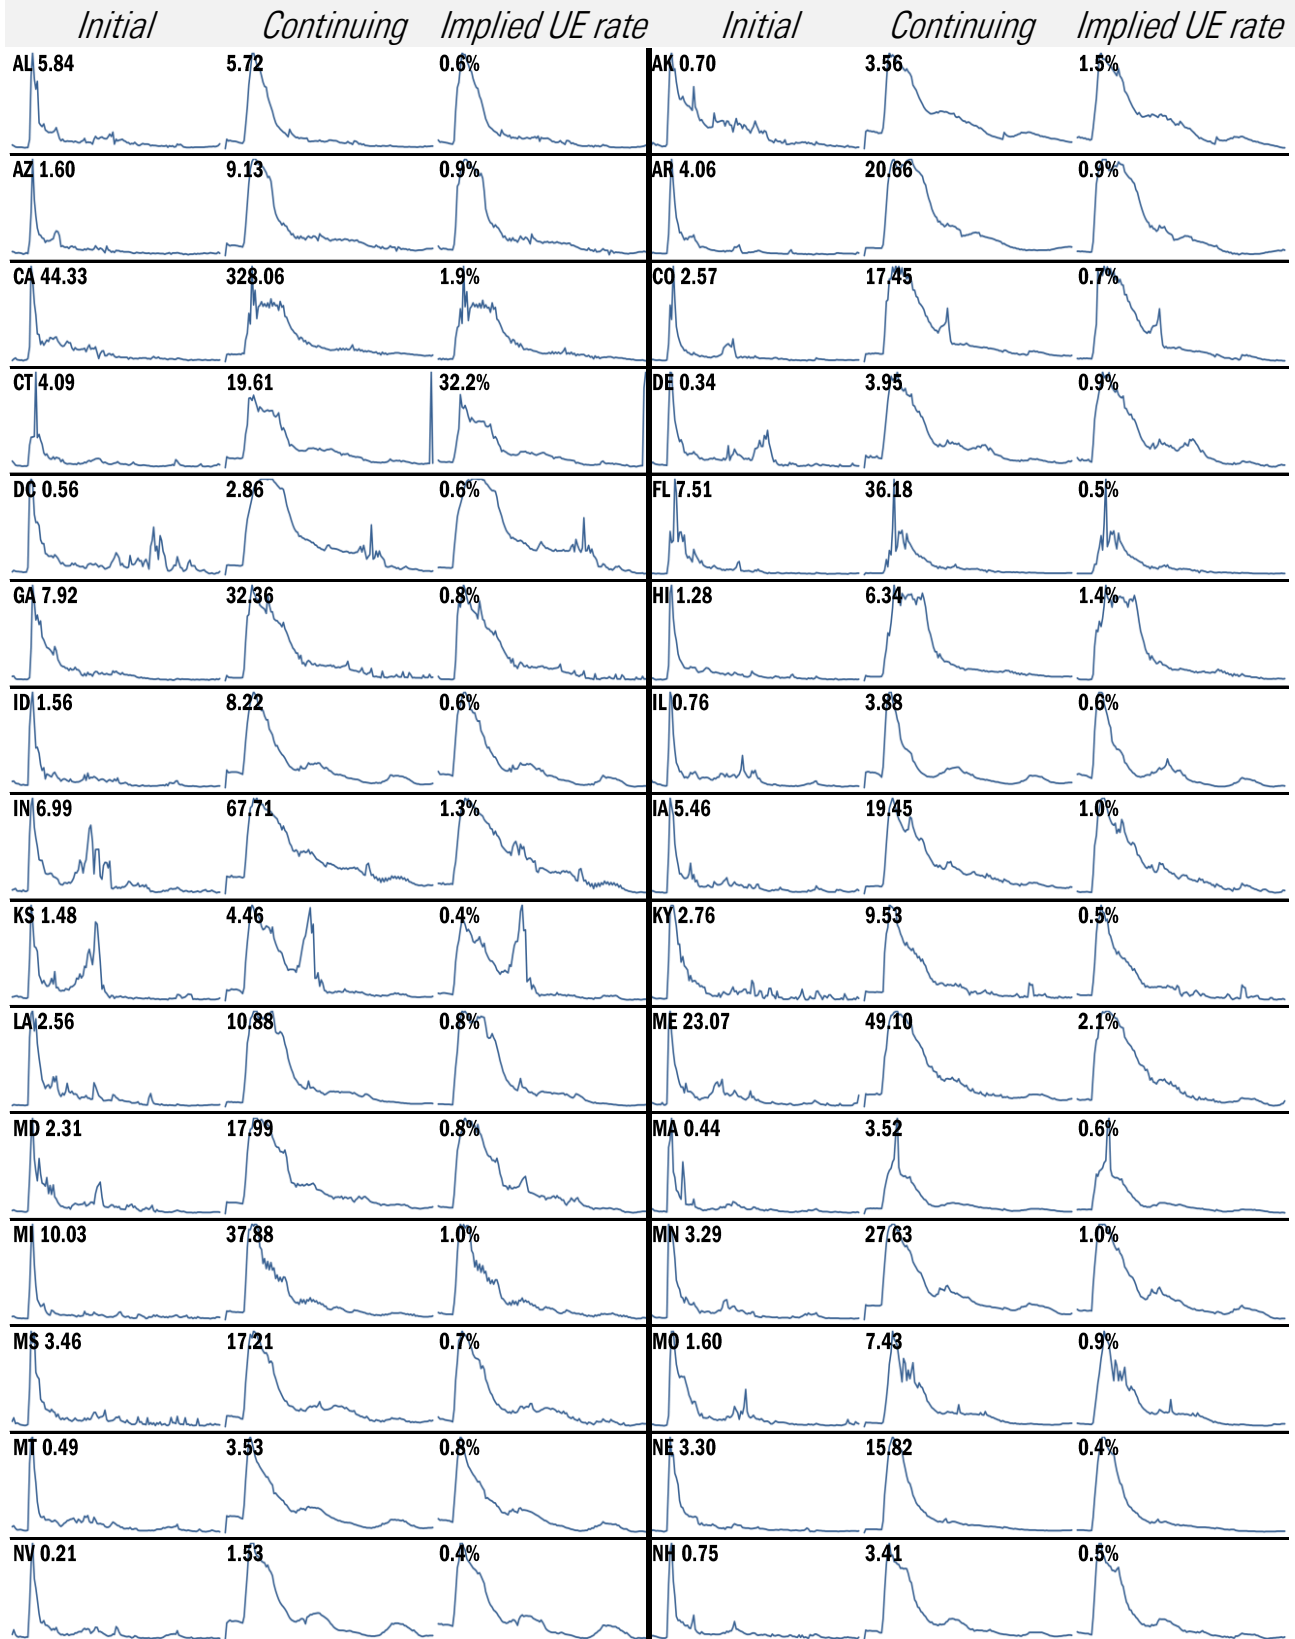 Initial Continuing Implied UE rate Initial Continuing Implied UE rate
AL 5.84 5.72 0.6% AK 0.70 3.56 1.5%
AZ 1.60 9.13 0.9% AR 4.06 20.66 0.9%
CA 44.33 328.06 1.9% CO 2.57 17.45 0.7%
CT 4.09 19.61 32.2% DE 0.34 3.95 0.9%
DC 0.56 2.86 0.6% FL 7.51 36.18 0.5%
GA 7.92 32.36 0.8% HI 1.28 6.34 1.4%
ID 1.56 8.22 0.6% IL 0.76 3.88 0.6%
IN 6.99 67.71 1.3% IA 5.46 19.45 1.0%
KS 1.48 4.46 0.4% KY 2.76 9.53 0.5%
LA 2.56 10.88 0.8% ME 23.07 49.10 2.1%
MD 2.31 17.99 0.8% MA 0.44 3.52 0.6%
MI 10.03 37.88 1.0% MN 3.29 27.63 1.0%
MS 3.46 17.21 0.7% MO 1.60 7.43 0.9%
MT 0.49 3.53 0.8% NE 3.30 15.82 0.4%
NV 0.21 1.53 0.4% NH 0.75 3.41 0.5%